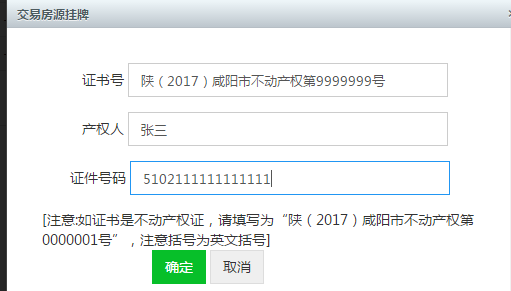 交易房源挂牌
证书号 陕（2017）咸阳市不动产权第9999999号
产权人 张三
证件号码 5102111111111111
[注意:如证书是不动产权证，请填写为“陕（2017）咸阳市不动产权第
0000001号”，注意括号为英文括号]
确定 取消